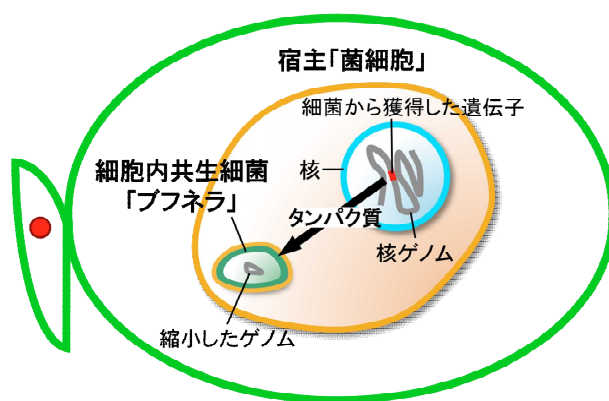 宿主「菌細胞」
細菌から獲得した遺伝子
核
細胞内共生細菌
「ブフネラ」
タンパク質
核ゲノム
縮小したゲノム